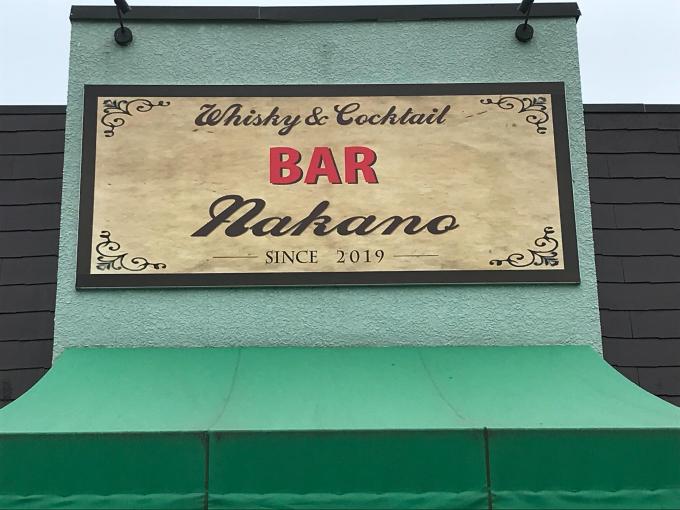 Whisky & Cocktail
BAR
Nakano
SINCE 2019